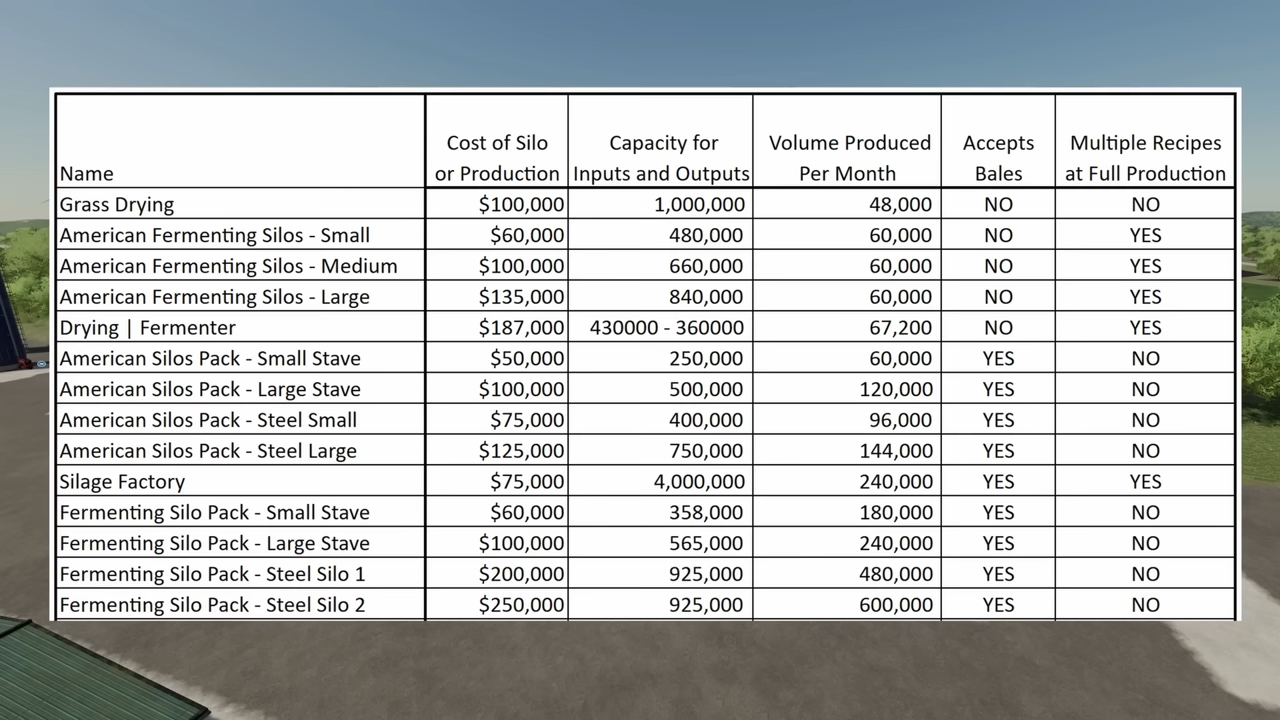 Name Cost of Silo or Production Capacity for Inputs and Outputs Volume Produced Per Month Accepts Bales Multiple Recipes at Full Production
Grass Drying $100,000 1,000,000 48,000 NO NO
American Fermenting Silos - Small $60,000 480,000 60,000 NO YES
American Fermenting Silos - Medium $100,000 660,000 60,000 NO YES
American Fermenting Silos - Large $135,000 840,000 60,000 NO YES
Drying | Fermenter $187,000 430000 - 360000 67,200 NO YES
American Silos Pack - Small Stave $50,000 250,000 60,000 YES NO
American Silos Pack - Large Stave $100,000 500,000 120,000 YES NO
American Silos Pack - Steel Small $75,000 400,000 96,000 YES NO
American Silos Pack - Steel Large $125,000 750,000 144,000 YES NO
Silage Factory $75,000 4,000,000 240,000 YES YES
Fermenting Silo Pack - Small Stave $60,000 358,000 180,000 YES NO
Fermenting Silo Pack - Large Stave $100,000 565,000 240,000 YES NO
Fermenting Silo Pack - Steel Silo 1 $200,000 925,000 480,000 YES NO
Fermenting Silo Pack - Steel Silo 2 $250,000 925,000 600,000 YES NO